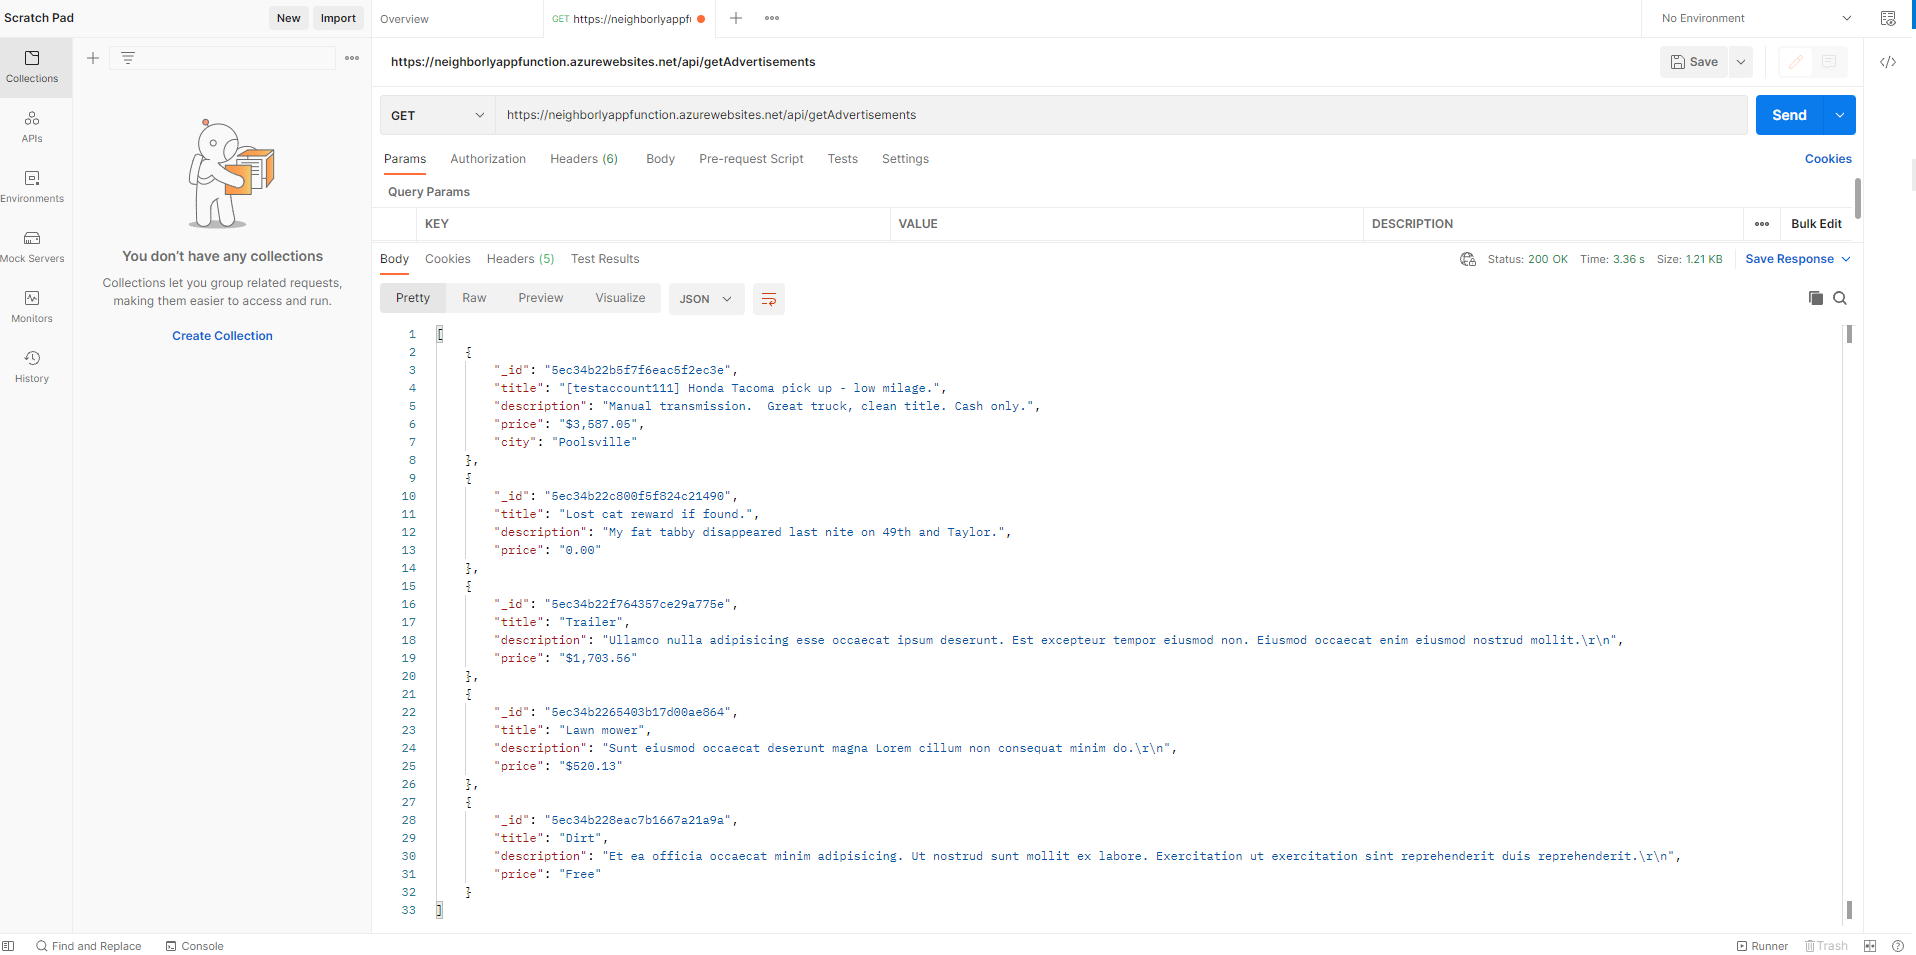 Scratch Pad
New
Import
Overview
GET https://neighborlyappf
No Environment
Collections
APIs
Environments
Mock Servers
Monitors
History
You don’t have any collections
Collections let you group related requests,
making them easier to access and run.
Create Collection
https://neighborlyappfunction.azurewebsites.net/api/getAdvertisements
Save
GET
https://neighborlyappfunction.azurewebsites.net/api/getAdvertisements
Send
Params
Authorization
Headers (6)
Body
Pre-request Script
Tests
Settings
Cookies
Query Params
KEY
VALUE
DESCRIPTION
Bulk Edit
Body
Cookies
Headers (5)
Test Results
Status: 200 OK
Time: 3.36 s
Size: 1.21 KB
Save Response
Pretty
Raw
Preview
Visualize
JSON
1 [
2 {
3 "_id": "5ec34b22b5f7f6eac5f2ec3e",
4 "title": "[testaccount111] Honda Tacoma pick up - low milage.",
5 "description": "Manual transmission.  Great truck, clean title. Cash only.",
6 "price": "$3,587.05",
7 "city": "Poolsville"
8 },
9 {
10 "_id": "5ec34b22c800f5f824c21490",
11 "title": "Lost cat reward if found.",
12 "description": "My fat tabby disappeared last nite on 49th and Taylor.",
13 "price": "0.00"
14 },
15 {
16 "_id": "5ec34b22f764357ce29a775e",
17 "title": "Trailer",
18 "description": "Ullamco nulla adipisicing esse occaecat ipsum deserunt. Est excepteur tempor eiusmod non. Eiusmod occaecat enim eiusmod nostrud mollit.\r\n",
19 "price": "$1,703.56"
20 },
21 {
22 "_id": "5ec34b2265403b17d00ae864",
23 "title": "Lawn mower",
24 "description": "Sunt eiusmod occaecat deserunt magna Lorem cillum non consequat minim do.\r\n",
25 "price": "$520.13"
26 },
27 {
28 "_id": "5ec34b228eac7b1667a21a9a",
29 "title": "Dirt",
30 "description": "Et ea officia occaecat minim adipisicing. Ut nostrud sunt mollit ex labore. Exercitation ut exercitation sint reprehenderit duis reprehenderit.\r\n",
31 "price": "Free"
32 }
33 ]
Find and Replace
Console
Runner
Trash